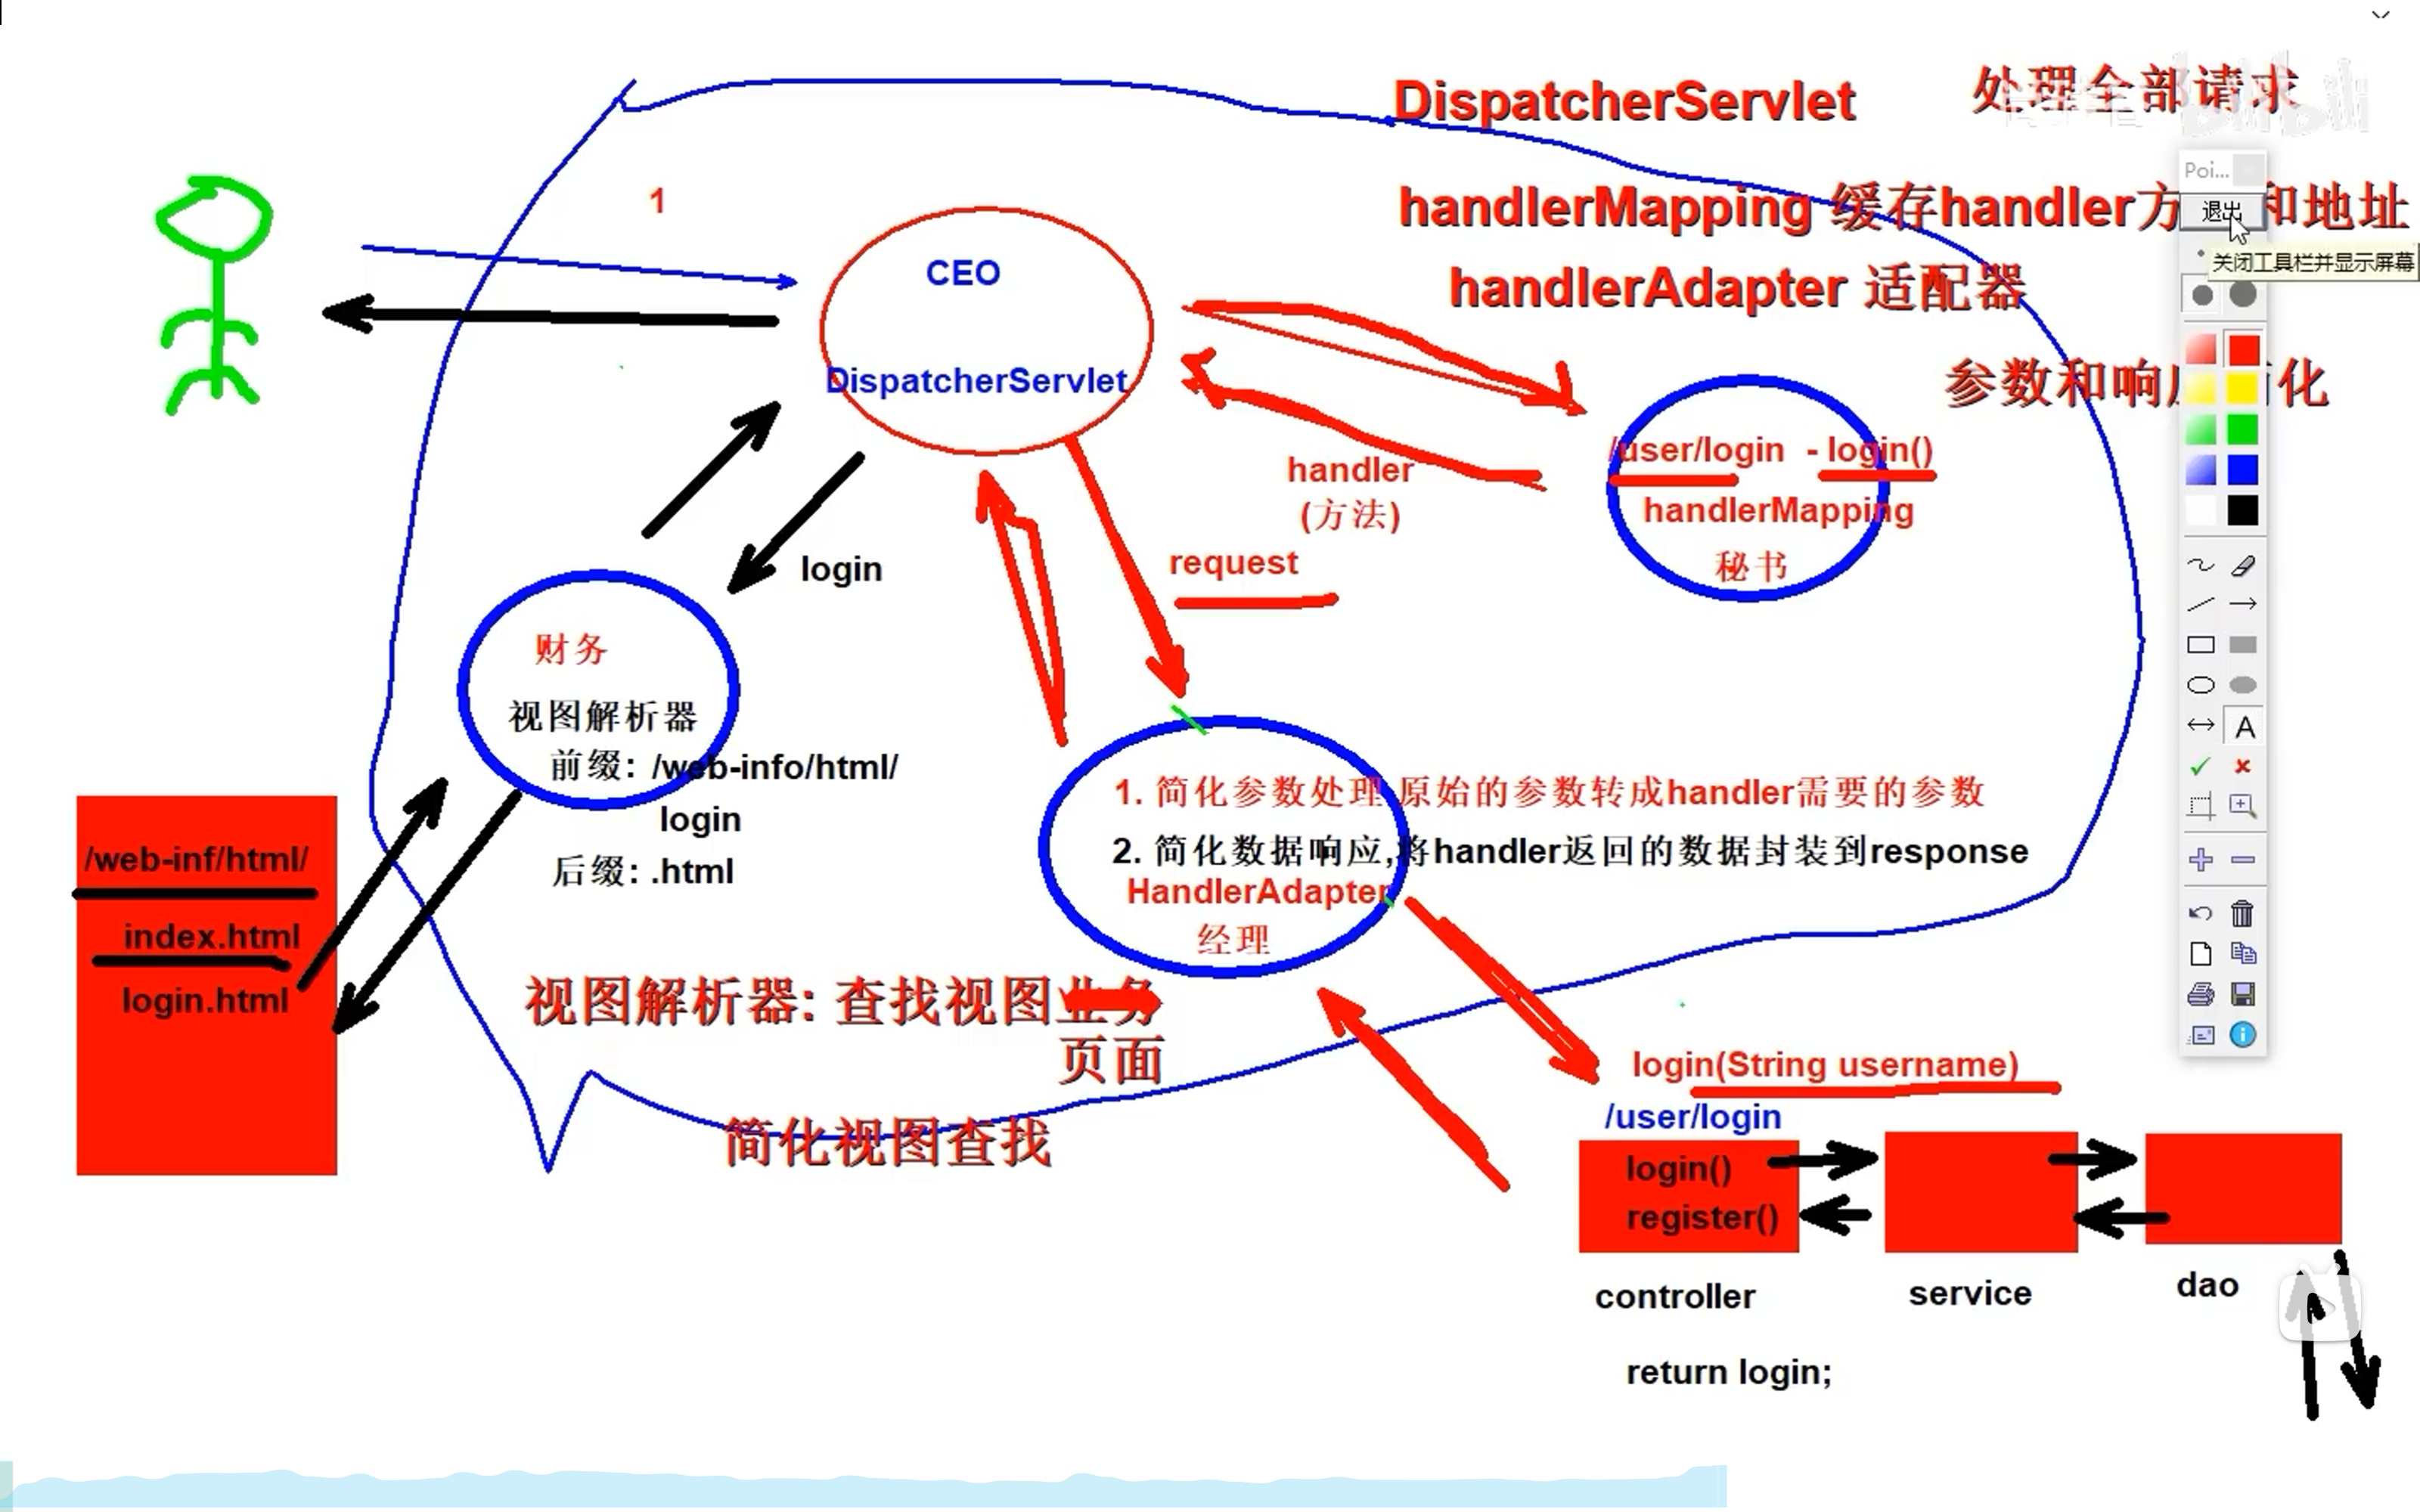 DispatcherServlet 处理全部请求
handlerMapping 缓存handler方 和地址
handlerAdapter 适配器
参数和响 化
Poi...
退出
关闭工具栏并显示屏幕
A
1
CEO
DispatcherServlet
/user/login - login()
handlerMapping
秘书
handler
(方法)
request
login
财务
视图解析器
前缀: /web-info/html/
login
后缀: .html
/web-inf/html/
index.html
login.html
1. 简化参数处理 原始的参数转成handler需要的参数
2. 简化数据响应,将handler返回的数据封装到response
HandlerAdapter
经理
视图解析器: 查找视图
页面
简化视图查找
login(String username)
/user/login
login()
register()
controller
service
dao
return login;